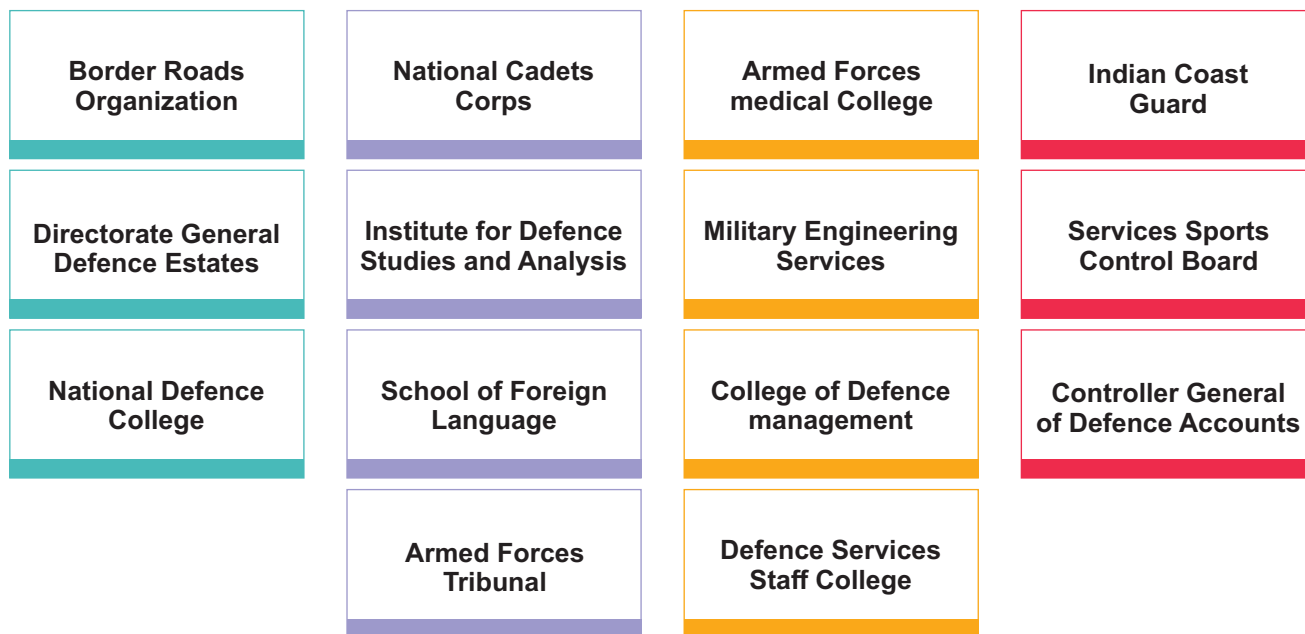 Border Roads
Organization
National Cadets
Corps
Armed Forces
medical College
Indian Coast
Guard
Directorate General
Defence Estates
Institute for Defence
Studies and Analysis
Military Engineering
Services
Services Sports
Control Board
National Defence
College
School of Foreign
Language
College of Defence
management
Controller General
of Defence Accounts
Armed Forces
Tribunal
Defence Services
Staff College